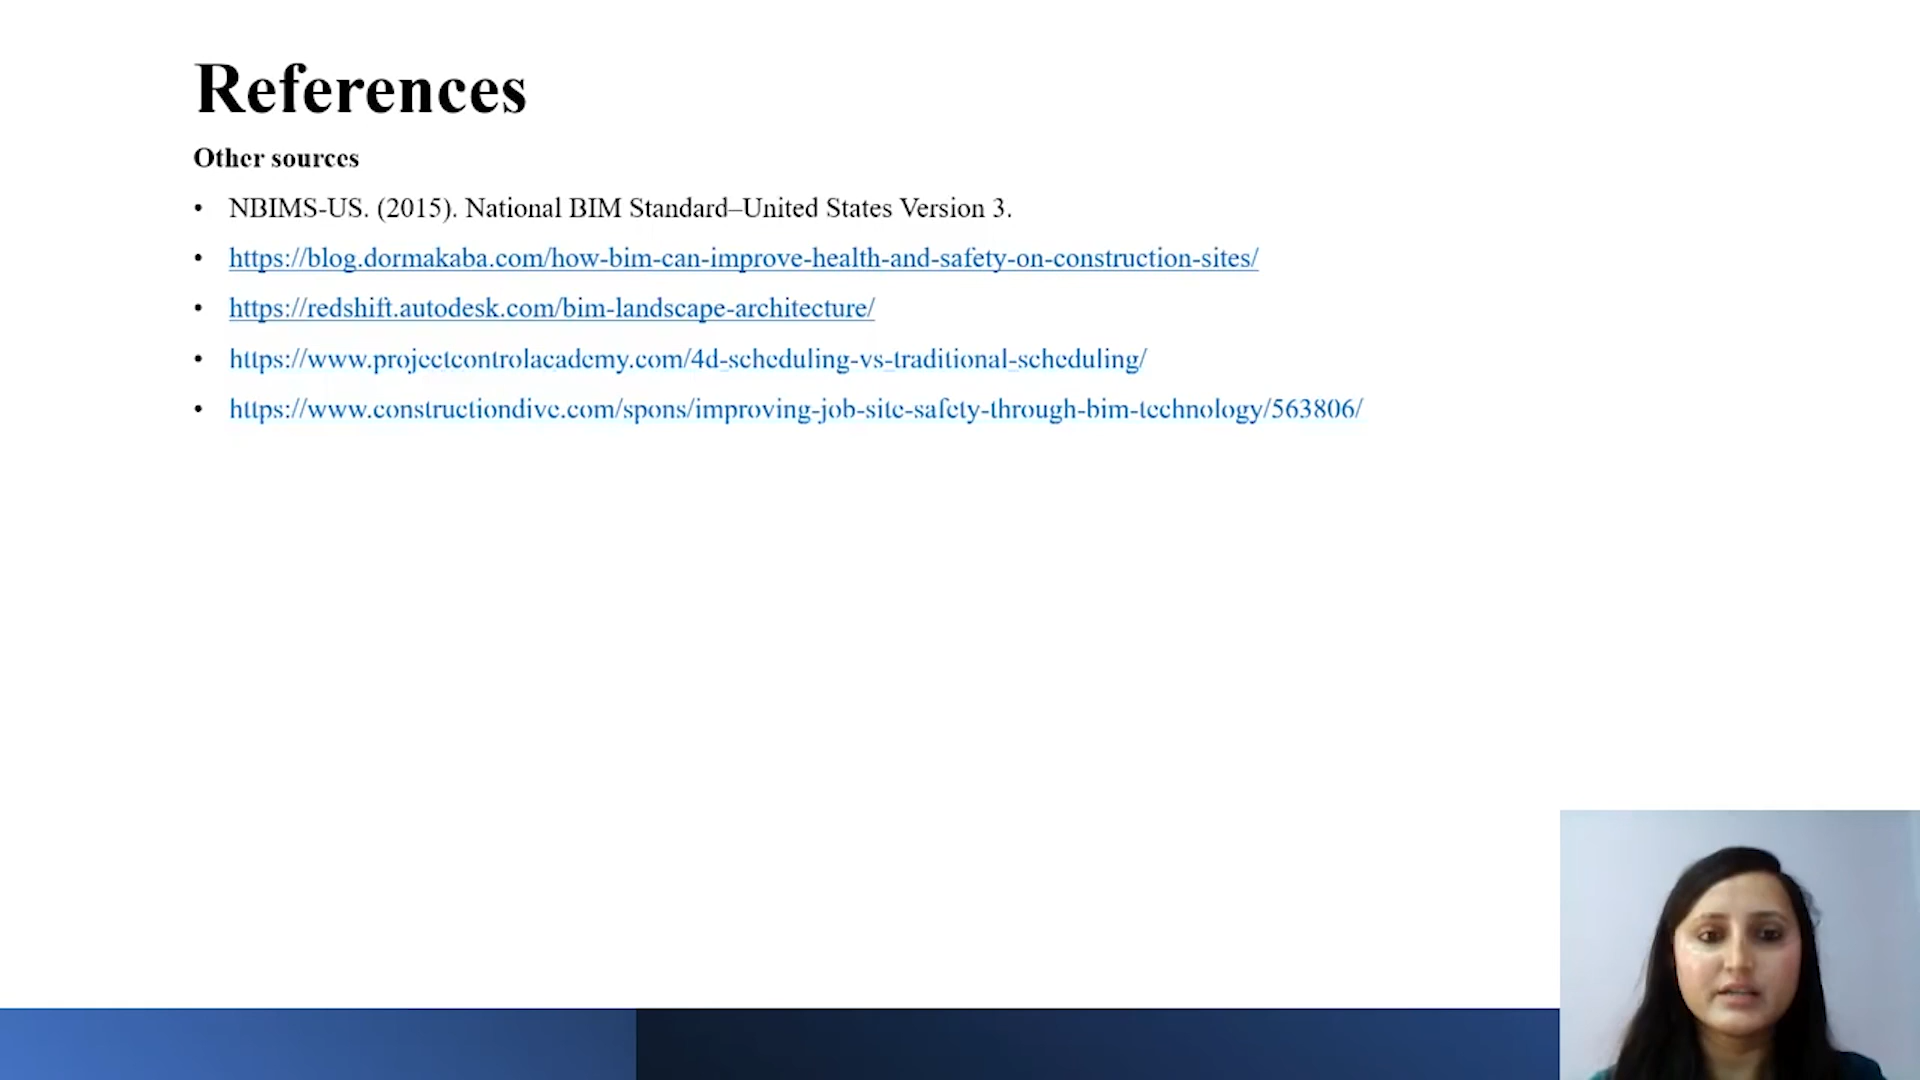 References
Other sources
• NBIMS-US. (2015). National BIM Standard–United States Version 3.
• https://blog.dormakaba.com/how-bim-can-improve-health-and-safety-on-construction-sites/
• https://redshift.autodesk.com/bim-landscape-architecture/
• https://www.projectcontrolacademy.com/4d-scheduling-vs-traditional-scheduling/
• https://www.constructiondive.com/spons/improving-job-site-safety-through-bim-technology/563806/